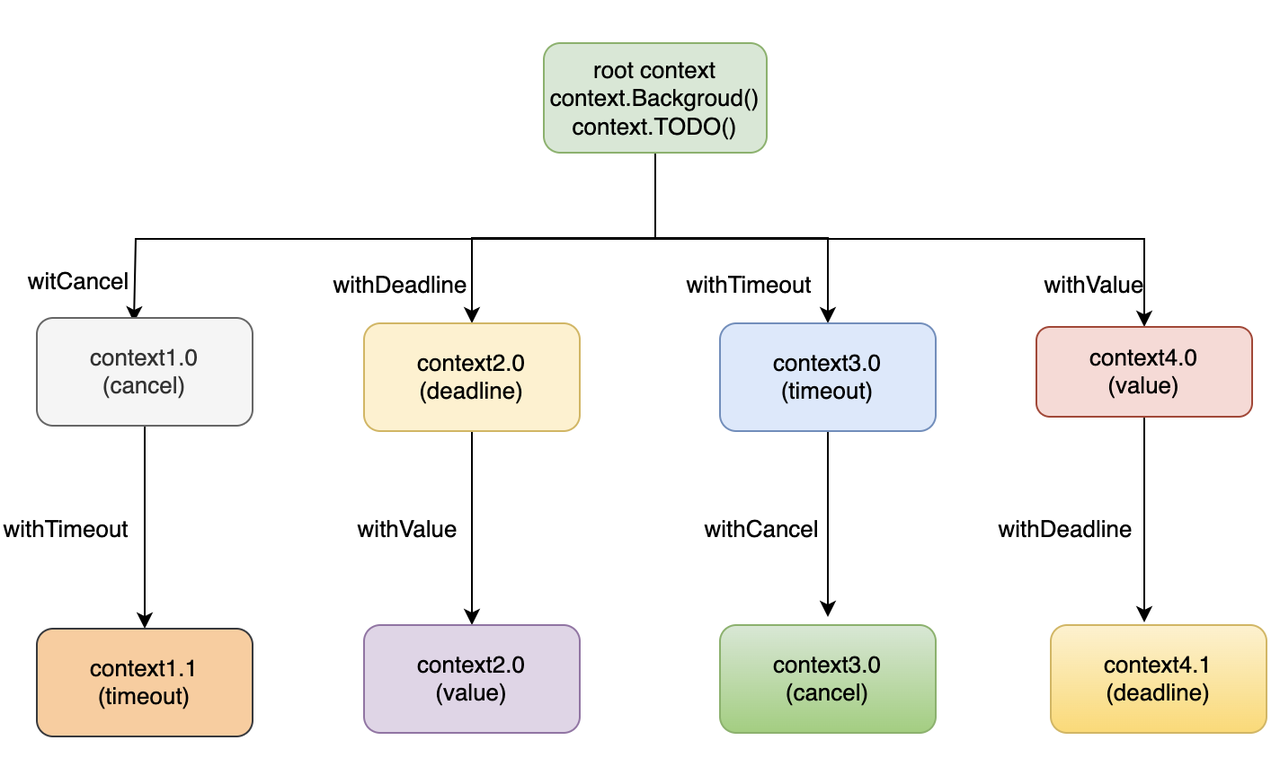 root context
context.Backgroud()
context.TODO()
witCancel
withDeadline
withTimeout
withValue
context1.0
(cancel)
context2.0
(deadline)
context3.0
(timeout)
context4.0
(value)
withTimeout
withValue
withCancel
withDeadline
context1.1
(timeout)
context2.0
(value)
context3.0
(cancel)
context4.1
(deadline)